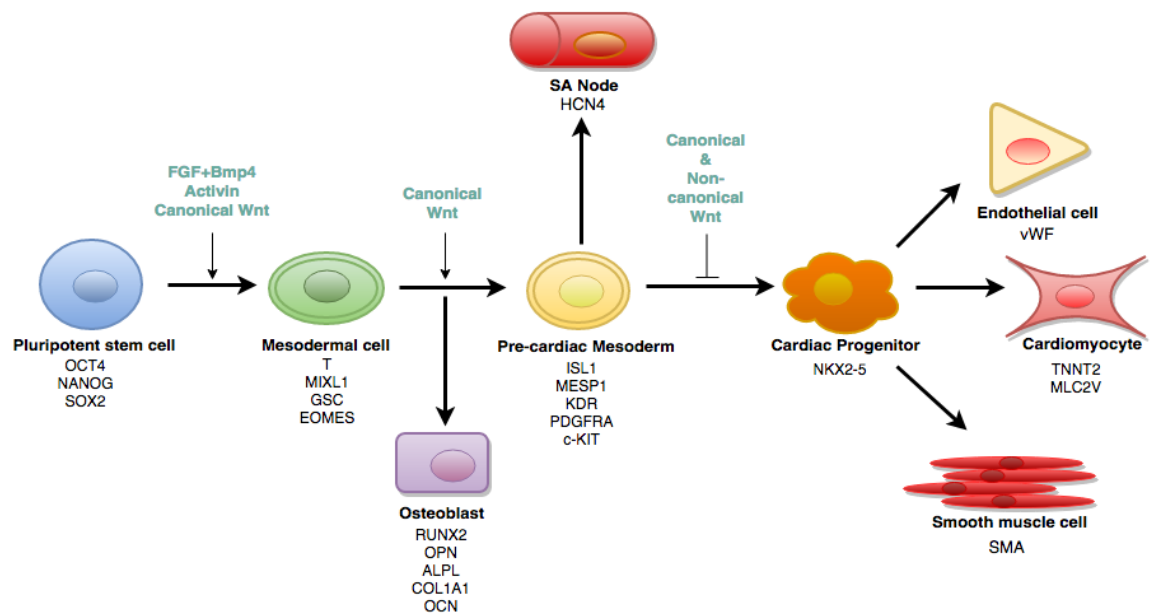 SA Node
HCN4
FGF+Bmp4
Activin
Canonical Wnt
Canonical
Wnt
Canonical
&
Non-
canonical
Wnt
Endothelial cell
vWF
Pluripotent stem cell
OCT4
NANOG
SOX2
Mesodermal cell
T
MIXL1
GSC
EOMES
Pre-cardiac Mesoderm
ISL1
MESP1
KDR
PDGFRA
c-KIT
Cardiac Progenitor
NKX2-5
Cardiomyocyte
TNNT2
MLC2V
Osteoblast
RUNX2
OPN
ALPL
COL1A1
OCN
Smooth muscle cell
SMA